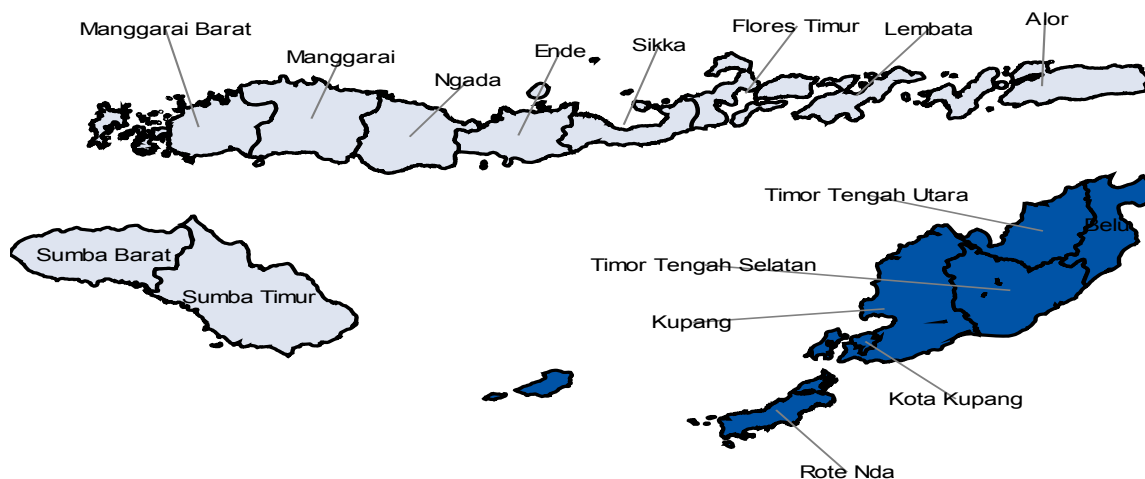 Manggarai Barat
Manggarai
Ngada
Ende
Sikka
Flores Timur
Lembata
Alor
Timor Tengah Utara
Belu
Sumba Barat
Sumba Timur
Timor Tengah Selatan
Kupang
Kota Kupang
Rote Nda